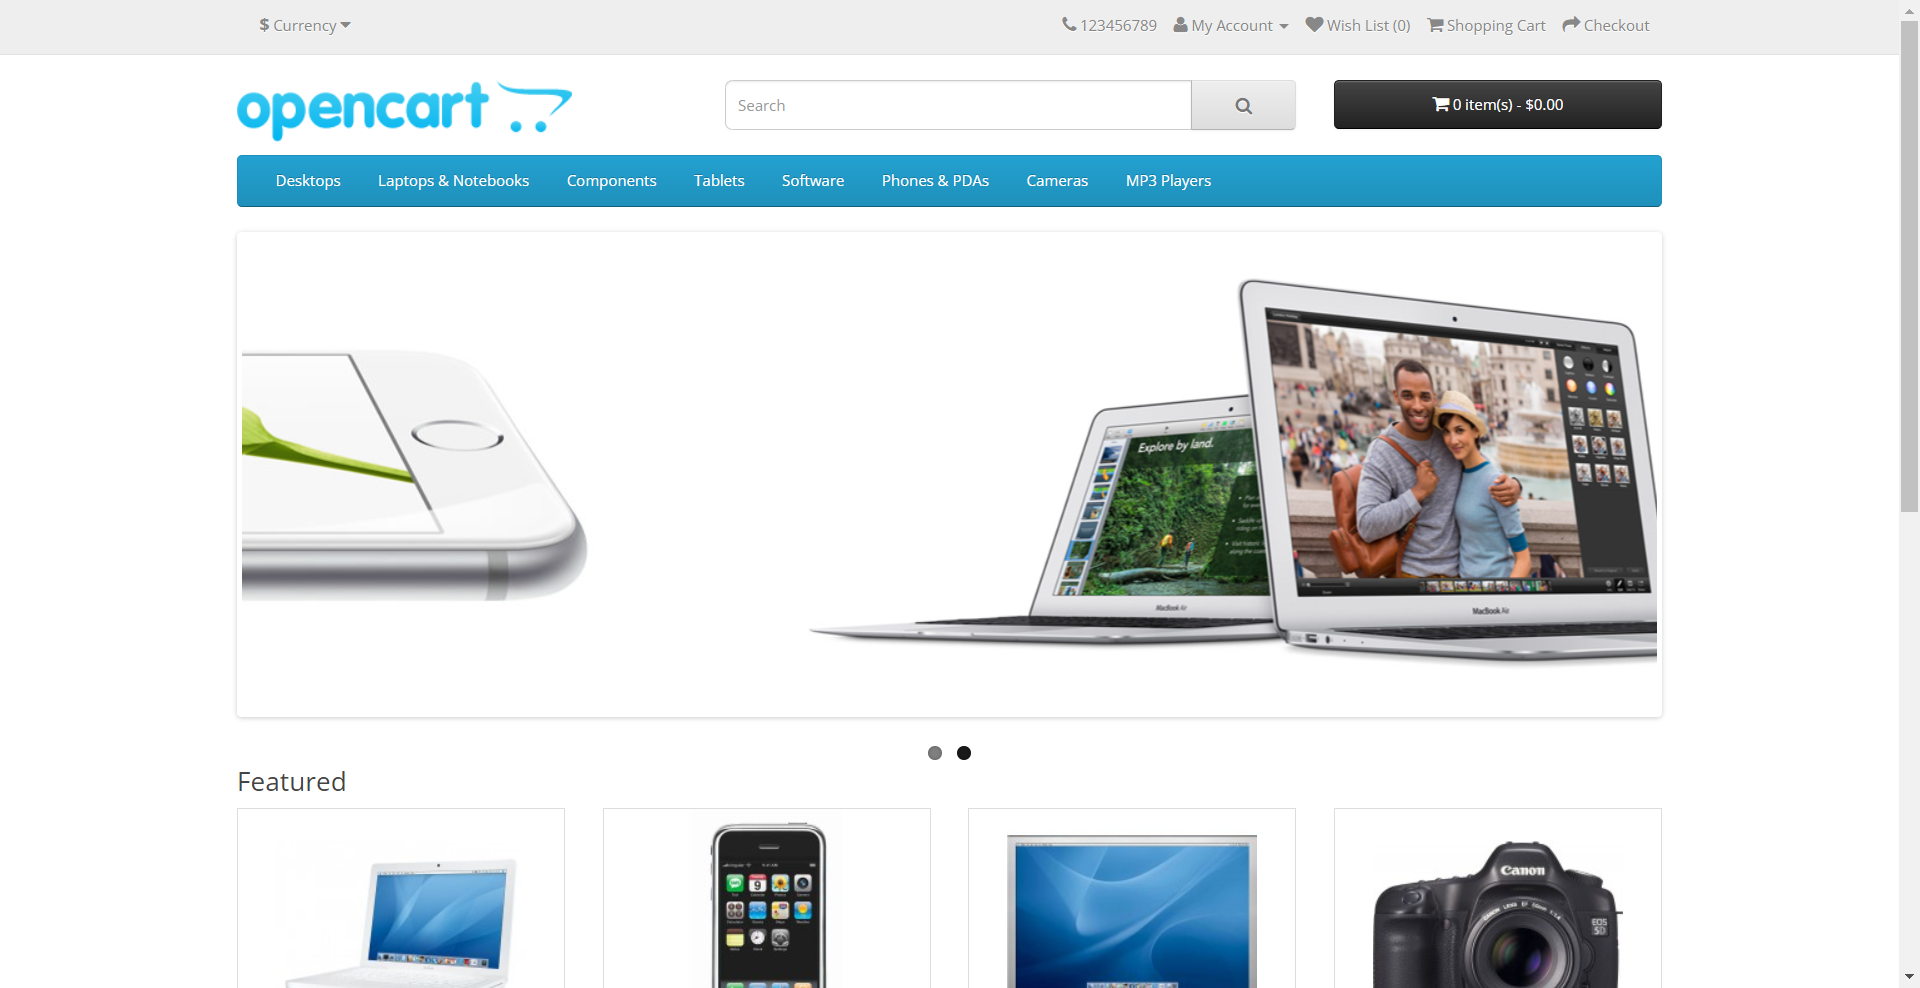 $ Currency
123456789 My Account Wish List (0) Shopping Cart Checkout
opencart
Search
0 item(s) - $0.00
Desktops Laptops & Notebooks Components Tablets Software Phones & PDAs Cameras MP3 Players
Explore by land.
MacBook Air
MacBook Air
Featured
9
Canon
EOS
5D